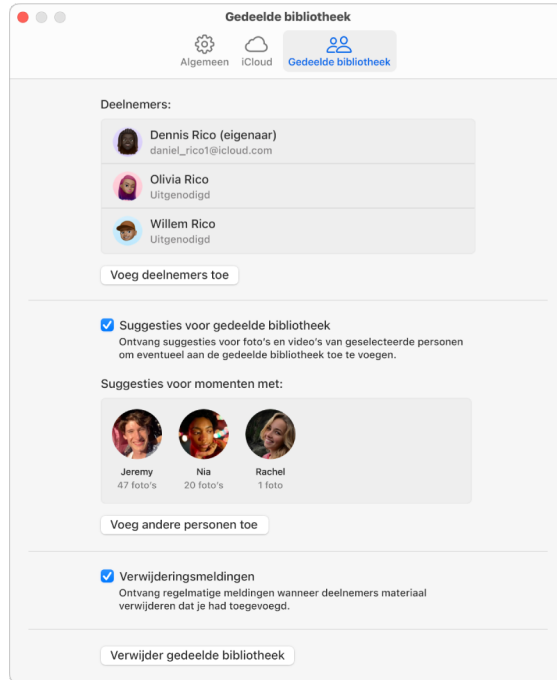 Gedeelde bibliotheek
Algemeen iCloud Gedeelde bibliotheek
Deelnemers:
Dennis Rico (eigenaar)
daniel_rico1@icloud.com
Olivia Rico
Uitgenodigd
Willem Rico
Uitgenodigd
Voeg deelnemers toe
Suggesties voor gedeelde bibliotheek
Ontvang suggesties voor foto's en video's van geselecteerde personen
om eventueel aan de gedeelde bibliotheek toe te voegen.
Suggesties voor momenten met:
Jeremy Nia Rachel
47 foto's 20 foto's 1 foto
Voeg andere personen toe
Verwijderingsmeldingen
Ontvang regelmatige meldingen wanneer deelnemers materiaal
verwijderen dat je had toegevoegd.
Verwijder gedeelde bibliotheek